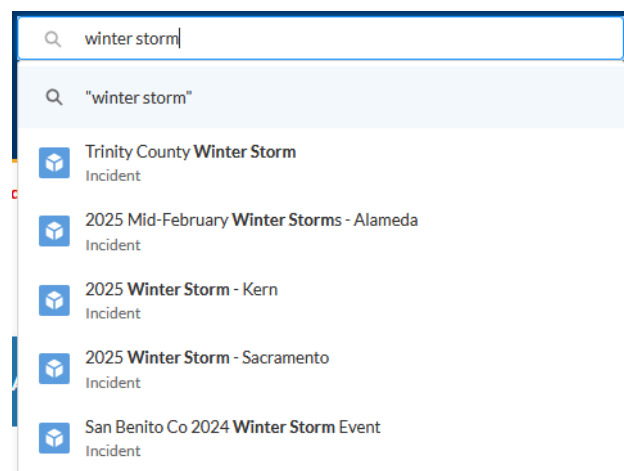 winter storm
"winter storm"
Trinity County Winter Storm
Incident
2025 Mid-February Winter Storms - Alameda
Incident
2025 Winter Storm - Kern
Incident
2025 Winter Storm - Sacramento
Incident
San Benito Co 2024 Winter Storm Event
Incident